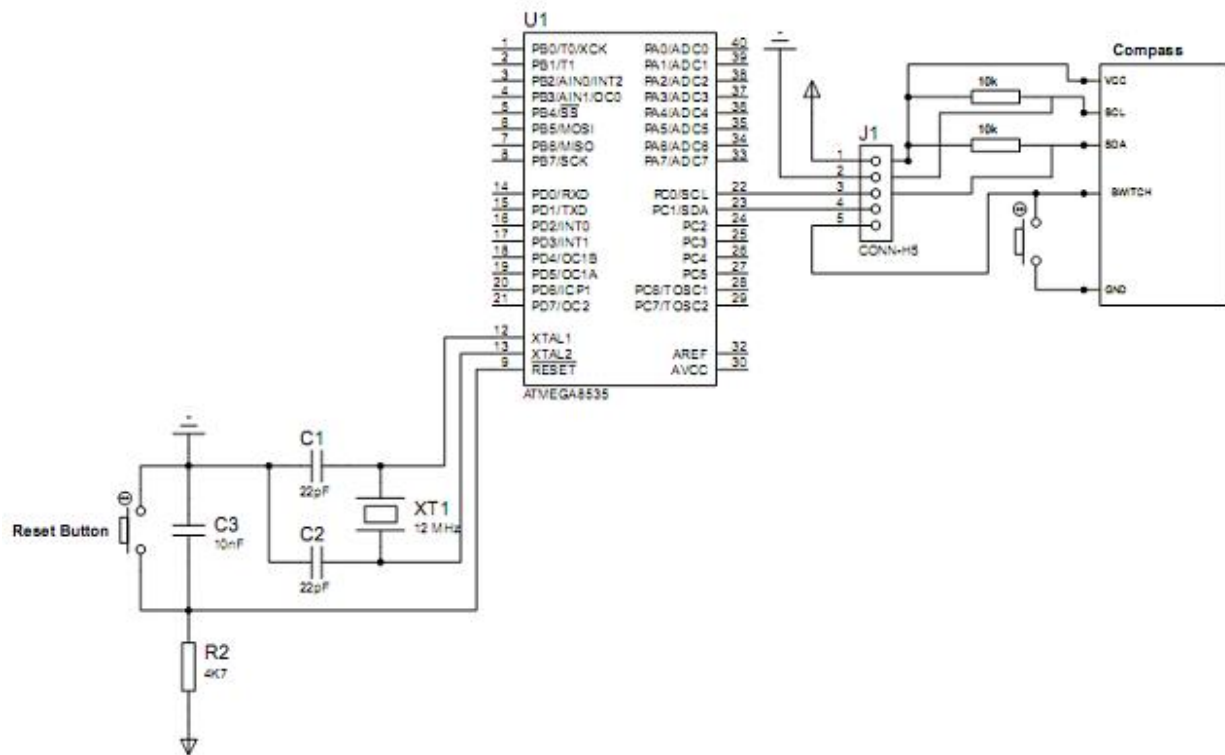 U1
1 PB0/T0/XCK PA0/ADC0 40
2 PB1/T1 PA1/ADC1 39
3 PB2/AIN0/INT2 PA2/ADC2 38
4 PB3/AIN1/OC0 PA3/ADC3 37
5 PB4/SS PA4/ADC4 36
6 PB5/MOSI PA5/ADC5 35
7 PB6/MISO PA6/ADC6 34
8 PB7/SCK PA7/ADC7 33
14 PD0/RXD PC0/SCL 22
15 PD1/TXD PC1/SDA 23
16 PD2/INT0 PC2 24
17 PD3/INT1 PC3 25
18 PD4/OC1B PC4 26
19 PD5/OC1A PC5 27
20 PD6/ICP1 PC6/TOSC1 28
21 PD7/OC2 PC7/TOSC2 29
12 XTAL1
13 XTAL2 AREF 32
9 RESET AVCC 30
ATMEGA8535
J1
1
2
3
4
5
CONN-H5
10k
10k
Compass
VCC
SCL
SDA
SWITCH
GND
C1
22pF
XT1
12 MHz
C2
22pF
Reset Button
C3
10nF
R2
4K7